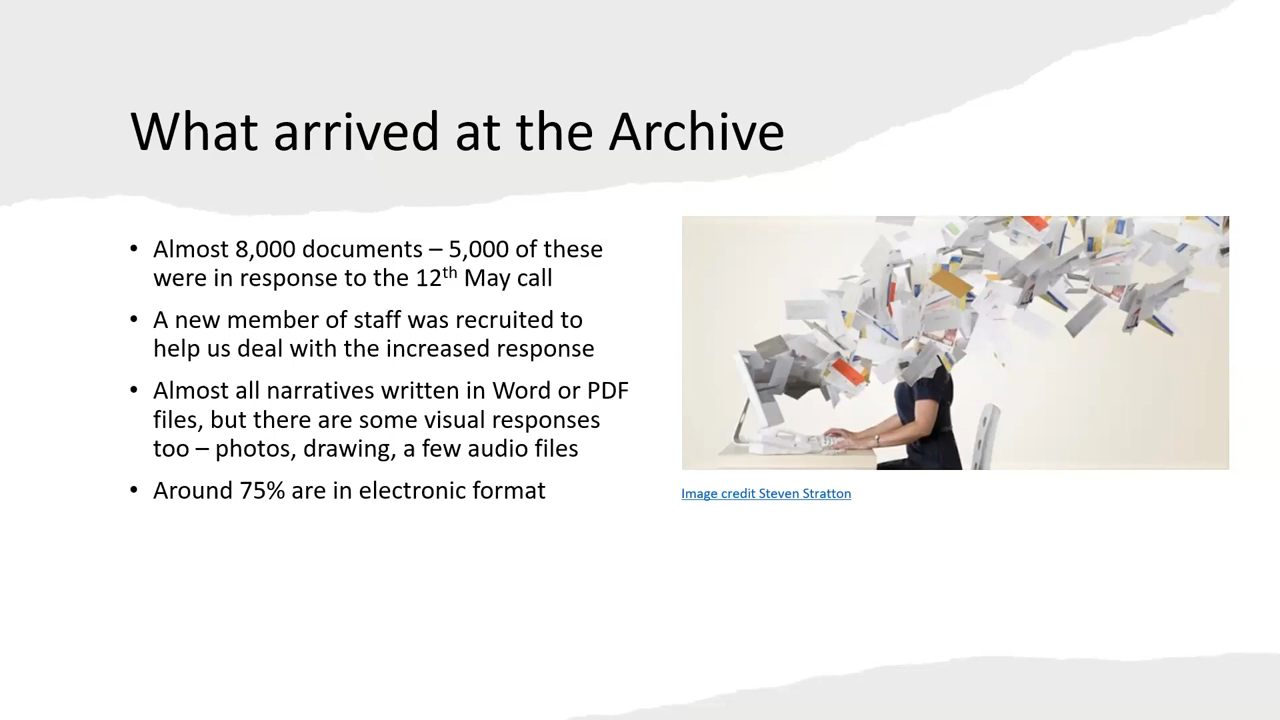 What arrived at the Archive
• Almost 8,000 documents – 5,000 of these
were in response to the 12th May call
• A new member of staff was recruited to
help us deal with the increased response
• Almost all narratives written in Word or PDF
files, but there are some visual responses
too – photos, drawing, a few audio files
• Around 75% are in electronic format
Image credit Steven Stratton